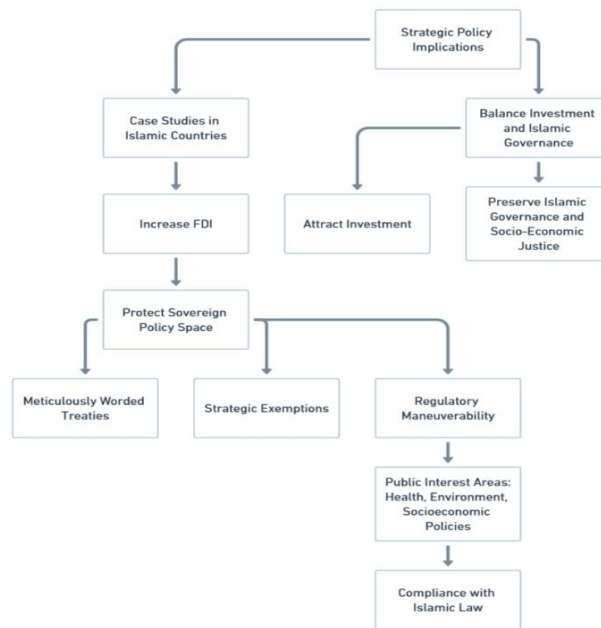 Strategic Policy
Implications
Case Studies in
Islamic Countries
Balance Investment
and Islamic
Governance
Increase FDI
Attract Investment
Preserve Islamic
Governance and
Socio-Economic
Justice
Protect Sovereign
Policy Space
Meticulously Worded
Treaties
Strategic Exemptions
Regulatory
Maneuverability
Public Interest Areas:
Health, Environment,
Socioeconomic
Policies
Compliance with
Islamic Law